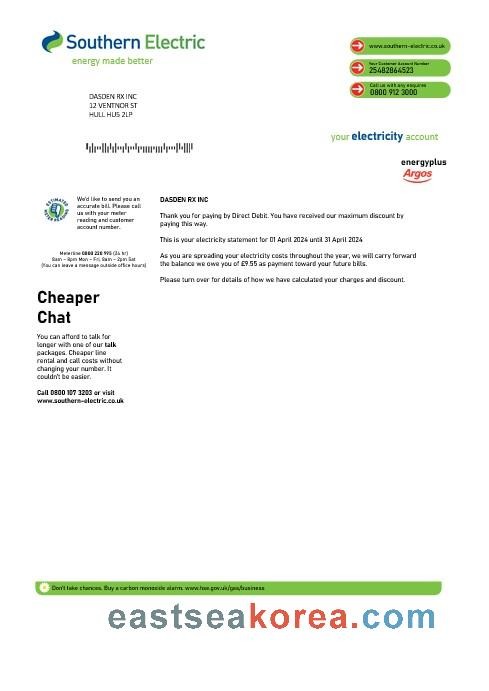 Southern Electric
energy made better
www.southern-electric.co.uk
Your Customer Account Number
25482864523
Call us with any enquires
0800 912 3000
DASDEN RX INC
12 VENTNOR ST
HULL HU5 2LP
your electricity account
energyplus
Argos
ESTIMATED METER READING
We'd like to send you an
accurate bill. Please call
us with your meter
reading and customer
account number.
Meterline 0800 220 995 (24 hr)
8am - 8pm Mon - Fri, 8am - 2pm Sat
(You can leave a message outside office hours)
DASDEN RX INC
Thank you for paying by Direct Debit. You have received our maximum discount by
paying this way.
This is your electricity statement for 01 April 2024 until 31 April 2024
As you are spreading your electricity costs throughout the year, we will carry forward
the balance we owe you of £9.55 as payment toward your future bills.
Please turn over for details of how we have calculated your charges and discount.
Cheaper
Chat
You can afford to talk for
longer with one of our talk
packages. Cheaper line
rental and call costs without
changing your number. It
couldn't be easier.
Call 0800 107 3203 or visit
www.southern-electric.co.uk
Don't take chances. Buy a carbon monoxide alarm. www.hse.gov.uk/gas/business
eastseakorea.com